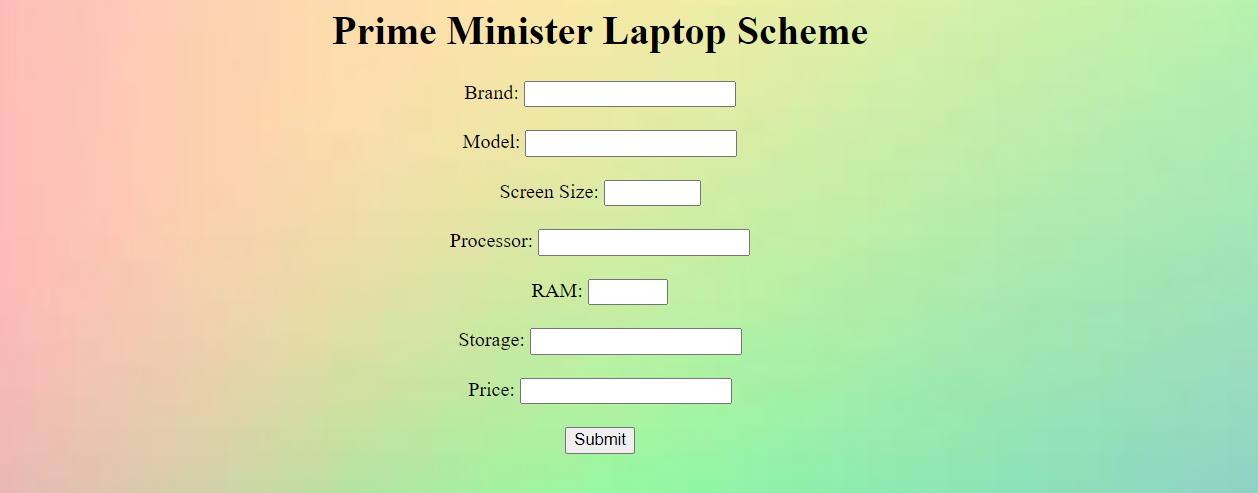 Prime Minister Laptop Scheme
Brand:
Model:
Screen Size:
Processor:
RAM:
Storage:
Price:
Submit